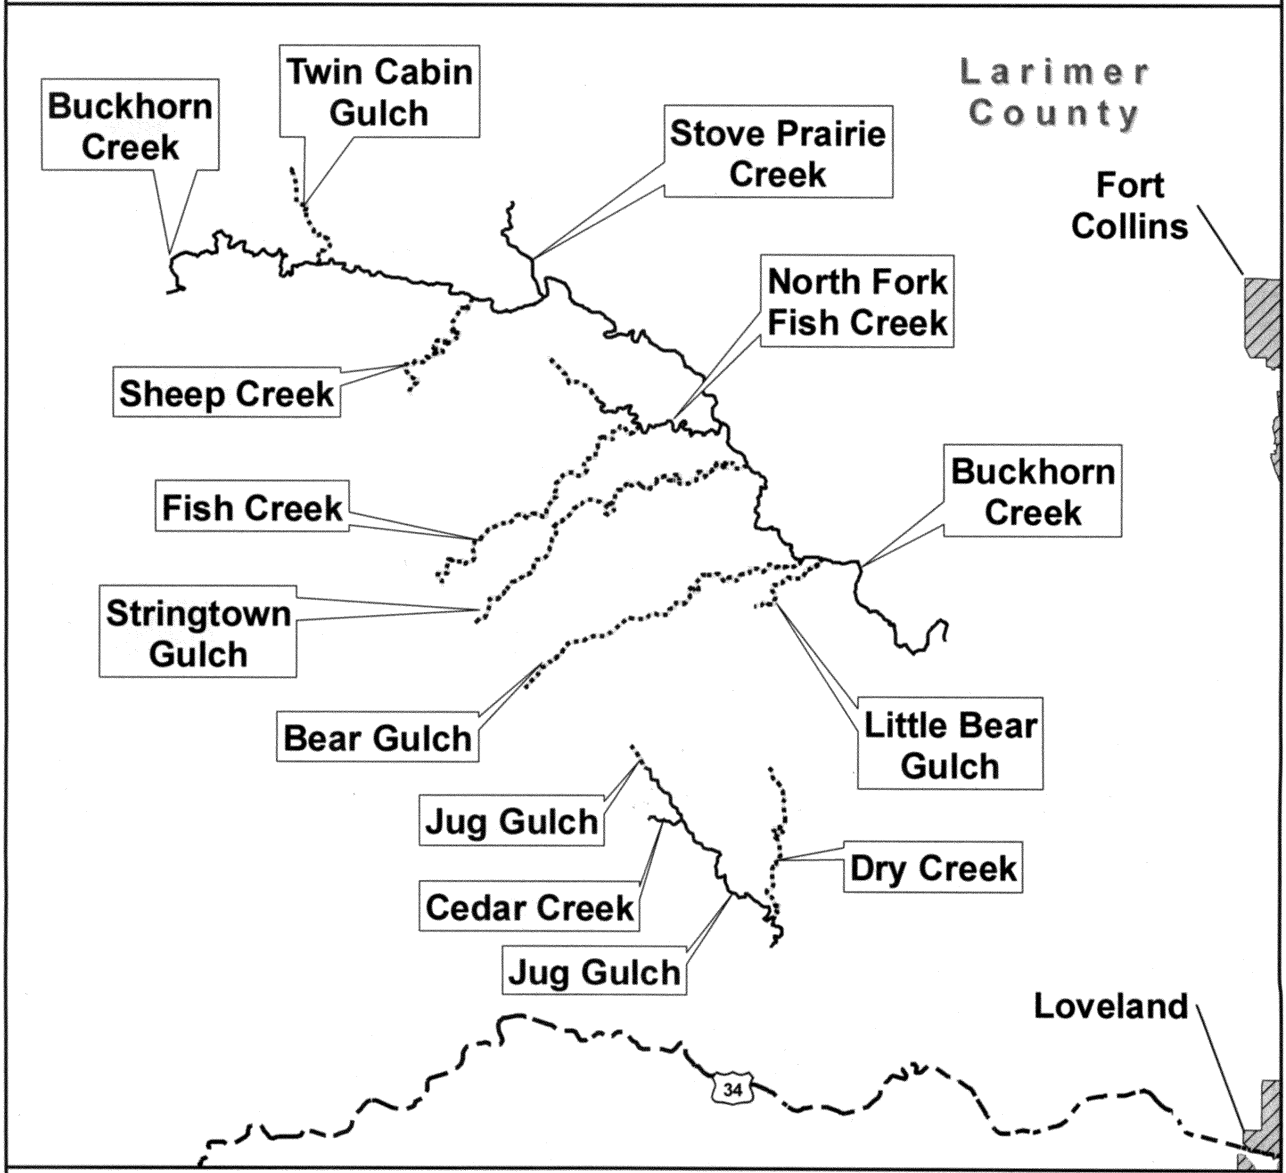 Larimer
County
Twin Cabin
Gulch
Buckhorn
Creek
Stove Prairie
Creek
Fort
Collins
North Fork
Fish Creek
Sheep Creek
Buckhorn
Creek
Fish Creek
Stringtown
Gulch
Bear Gulch
Little Bear
Gulch
Jug Gulch
Dry Creek
Cedar Creek
Jug Gulch
Loveland
34